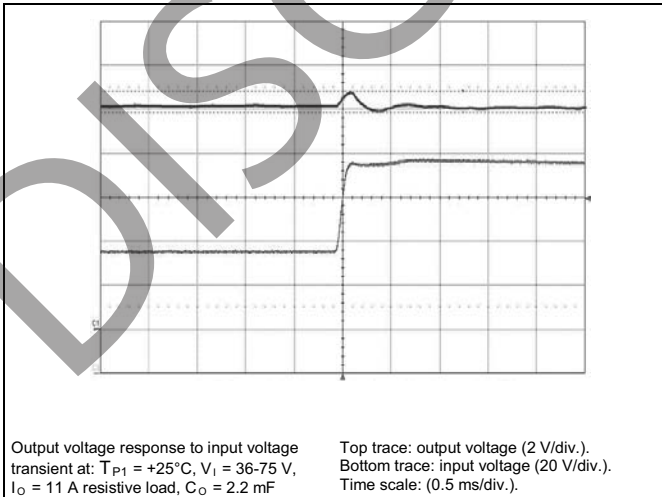 DISC
Output voltage response to input voltage
transient at: TP1 = +25°C, VI = 36-75 V,
IO = 11 A resistive load, CO = 2.2 mF
Top trace: output voltage (2 V/div.).
Bottom trace: input voltage (20 V/div.).
Time scale: (0.5 ms/div.).